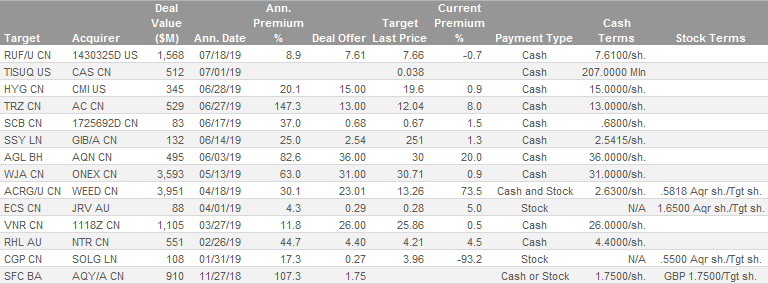 Target Acquirer Deal Value ($M) Ann. Date Ann. Premium % Deal Offer Target Last Price Current Premium % Payment Type Cash Terms Stock Terms
RUF/U CN 1430325D US 1,568 07/18/19 8.9 7.61 7.66 -0.7 Cash 7.6100/sh.
TISUQ US CAS CN 512 07/01/19 0.038 Cash 207.0000 Mln
HYG CN CMI US 345 06/28/19 20.1 15.00 19.6 0.9 Cash 15.0000/sh.
TRZ CN AC CN 529 06/27/19 147.3 13.00 12.04 8.0 Cash 13.0000/sh.
SCB CN 1725692D CN 83 06/17/19 37.0 0.68 0.67 1.5 Cash .6800/sh.
SSY LN GIB/A CN 132 06/14/19 25.0 2.54 251 1.3 Cash 2.5415/sh.
AGL BH AQN CN 495 06/03/19 82.6 36.00 30 20.0 Cash 36.0000/sh.
WJA CN ONEX CN 3,593 05/13/19 63.0 31.00 30.71 0.9 Cash 31.0000/sh.
ACRG/U CN WEED CN 3,951 04/18/19 30.1 23.01 13.26 73.5 Cash and Stock 2.6300/sh. .5818 Aqr sh./Tgt sh.
ECS CN JRV AU 88 04/01/19 4.3 0.29 0.28 5.0 Stock N/A 1.6500 Aqr sh./Tgt sh.
VNR CN 1118Z CN 1,105 03/27/19 11.8 26.00 25.86 0.5 Cash 26.0000/sh.
RHL AU NTR CN 551 02/26/19 44.7 4.40 4.21 4.5 Cash 4.4000/sh.
CGP CN SOLG LN 108 01/31/19 17.3 0.27 3.96 -93.2 Stock N/A .5500 Aqr sh./Tgt sh.
SFC BA AQY/A CN 910 11/27/18 107.3 1.75 Cash or Stock 1.7500/sh. GBP 1.7500/Tgt sh.